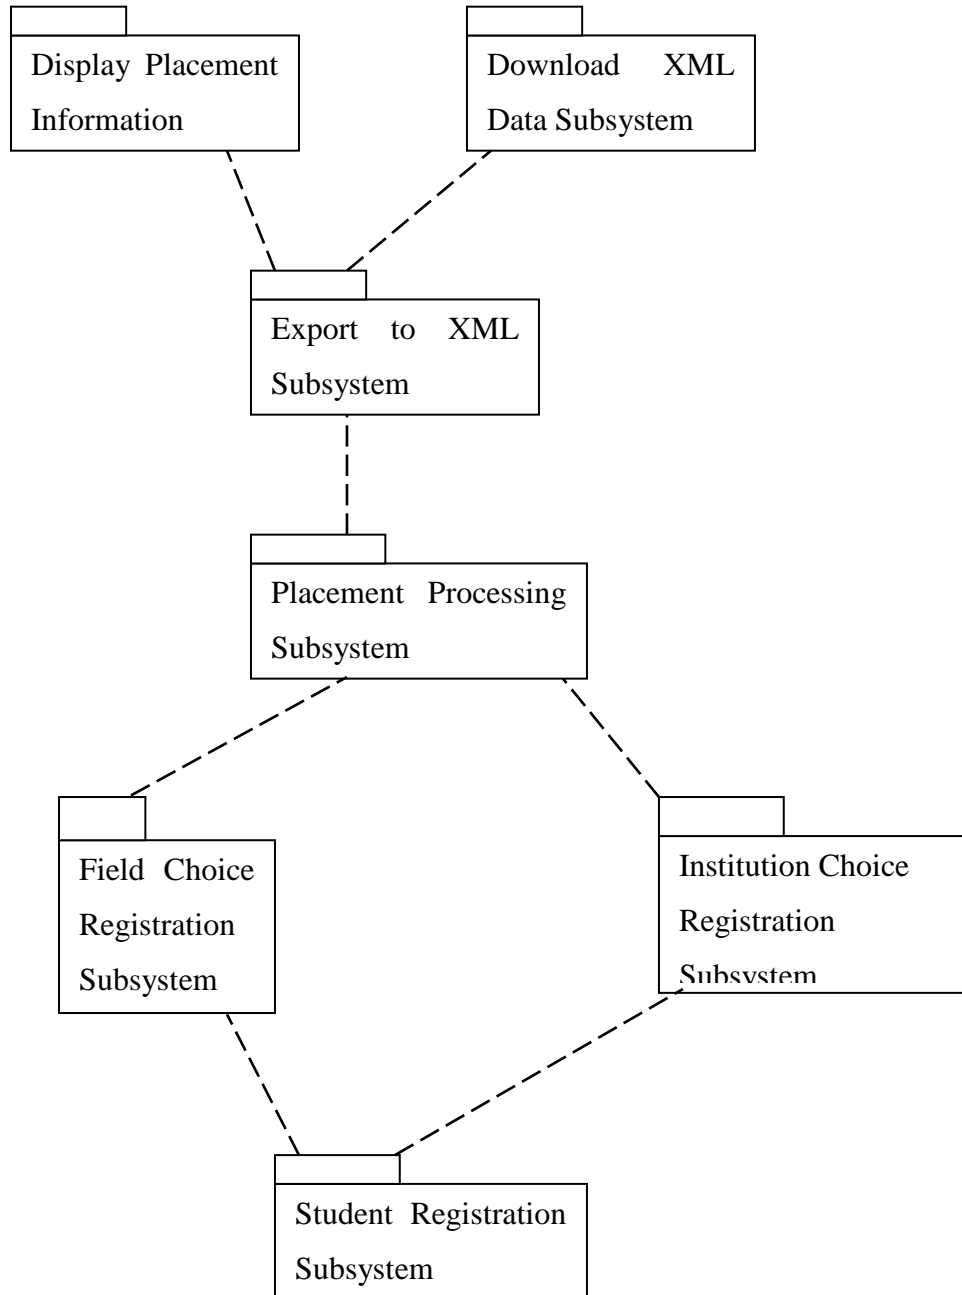 Display Placement
Information
Download XML
Data Subsystem
Export to XML
Subsystem
Placement Processing
Subsystem
Field Choice
Registration
Subsystem
Institution Choice
Registration
Subsystem
Student Registration
Subsystem